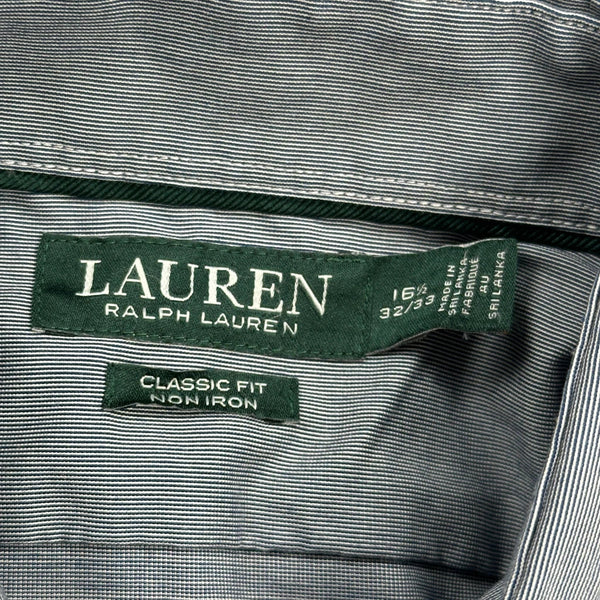 LAUREN
RALPH LAUREN
16½
32/33
MADE IN
SRI LANKA
FABRIQUÉ
AU
SRI LANKA
CLASSIC FIT
NON IRON